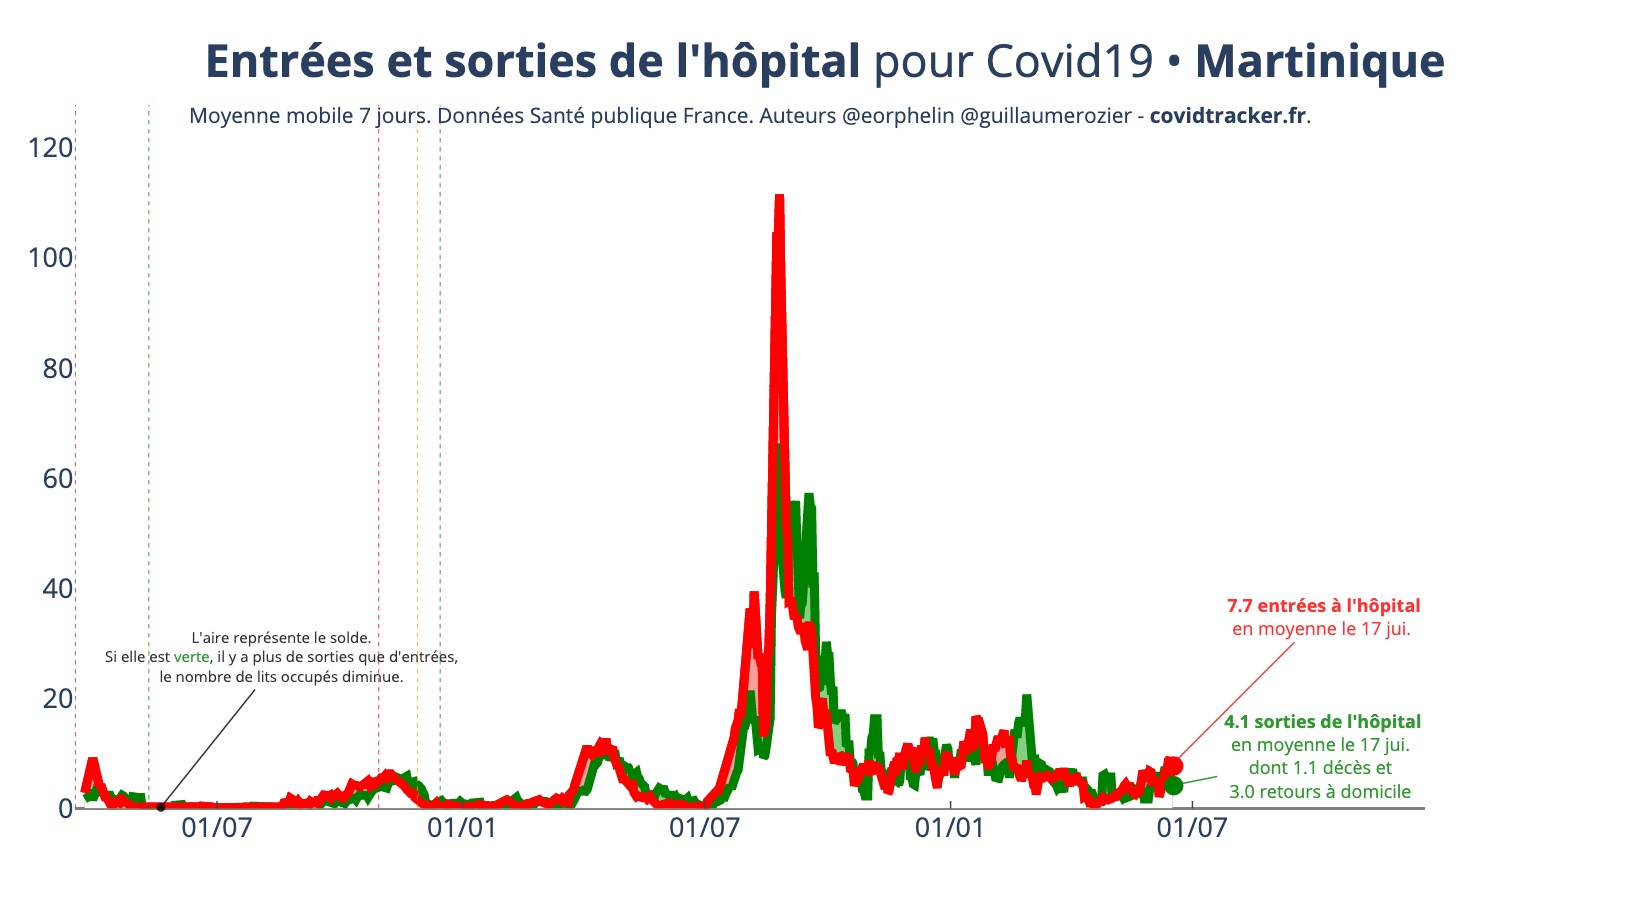 Entrées et sorties de l'hôpital pour Covid19 • Martinique
Moyenne mobile 7 jours. Données Santé publique France. Auteurs @eorphelin @guillaumerozier - covidtracker.fr.
120
100
80
60
40
20
0
L'aire représente le solde.
Si elle est verte, il y a plus de sorties que d'entrées,
le nombre de lits occupés diminue.
7.7 entrées à l'hôpital
en moyenne le 17 jui.
4.1 sorties de l'hôpital
en moyenne le 17 jui.
dont 1.1 décès et
3.0 retours à domicile
01/07
01/01
01/07
01/01
01/07